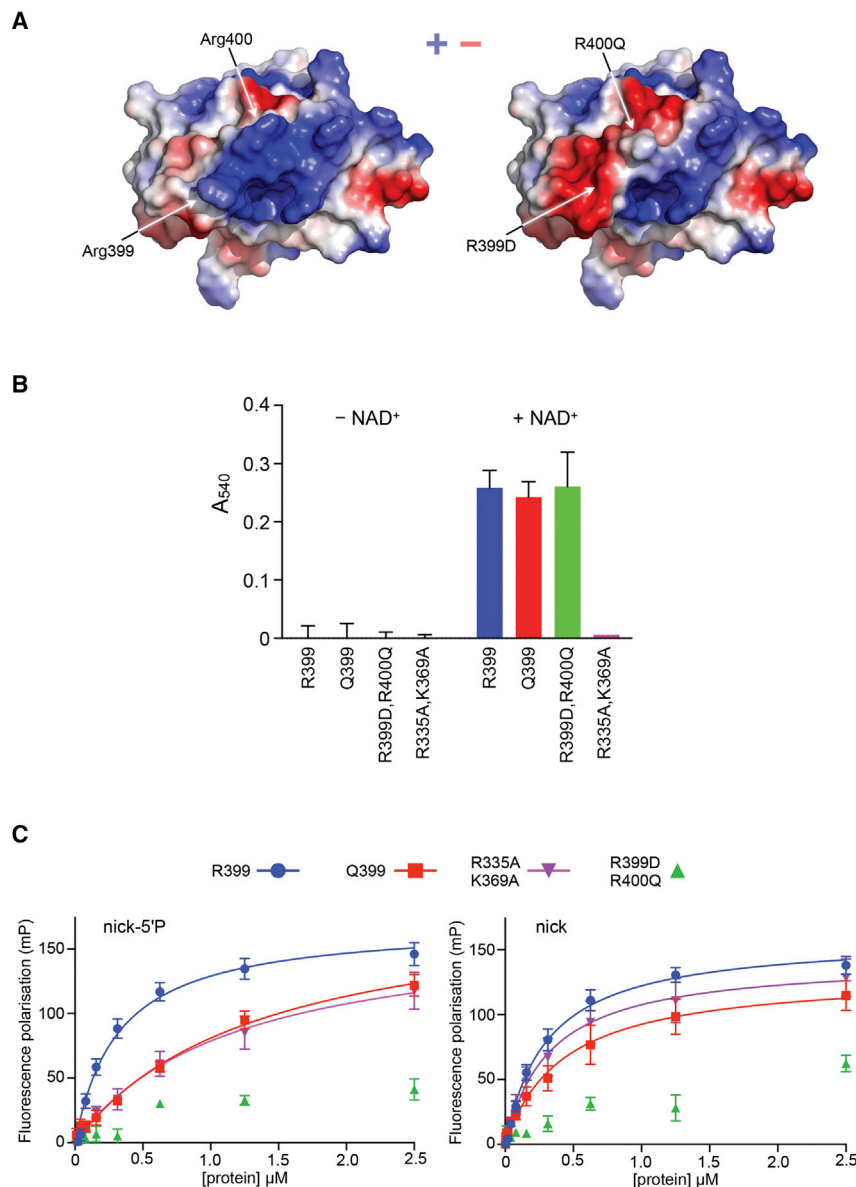 A
Arg400
+ −
R400Q
Arg399
R399D
B
− NAD⁺
+ NAD⁺
0.4
0.3
0.2
0.1
0
A₅₄₀
R399
Q399
R399D,R400Q
R335A,K369A
R399
Q399
R399D,R400Q
R335A,K369A
C
R399
Q399
R335A
K369A
R399D
R400Q
nick-5'P
nick
Fluorescence polarisation (mP)
150
100
50
0
0 0.5 1.0 1.5 2.0 2.5
[protein] µM
Fluorescence polarisation (mP)
150
100
50
0
0 0.5 1.0 1.5 2.0 2.5
[protein] µM